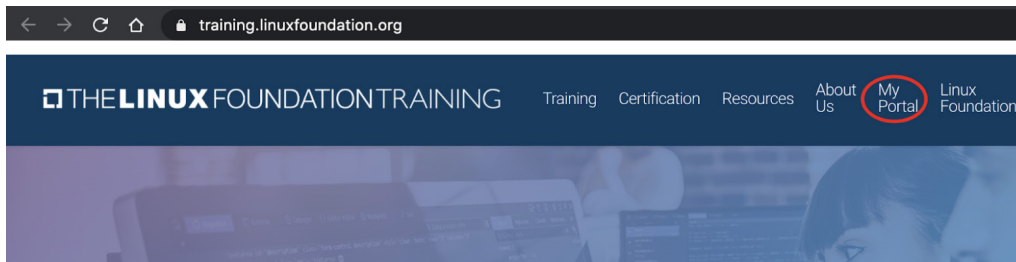 training.linuxfoundation.org
THE LINUX FOUNDATION TRAINING
Training Certification Resources About Us My Portal Linux Foundation